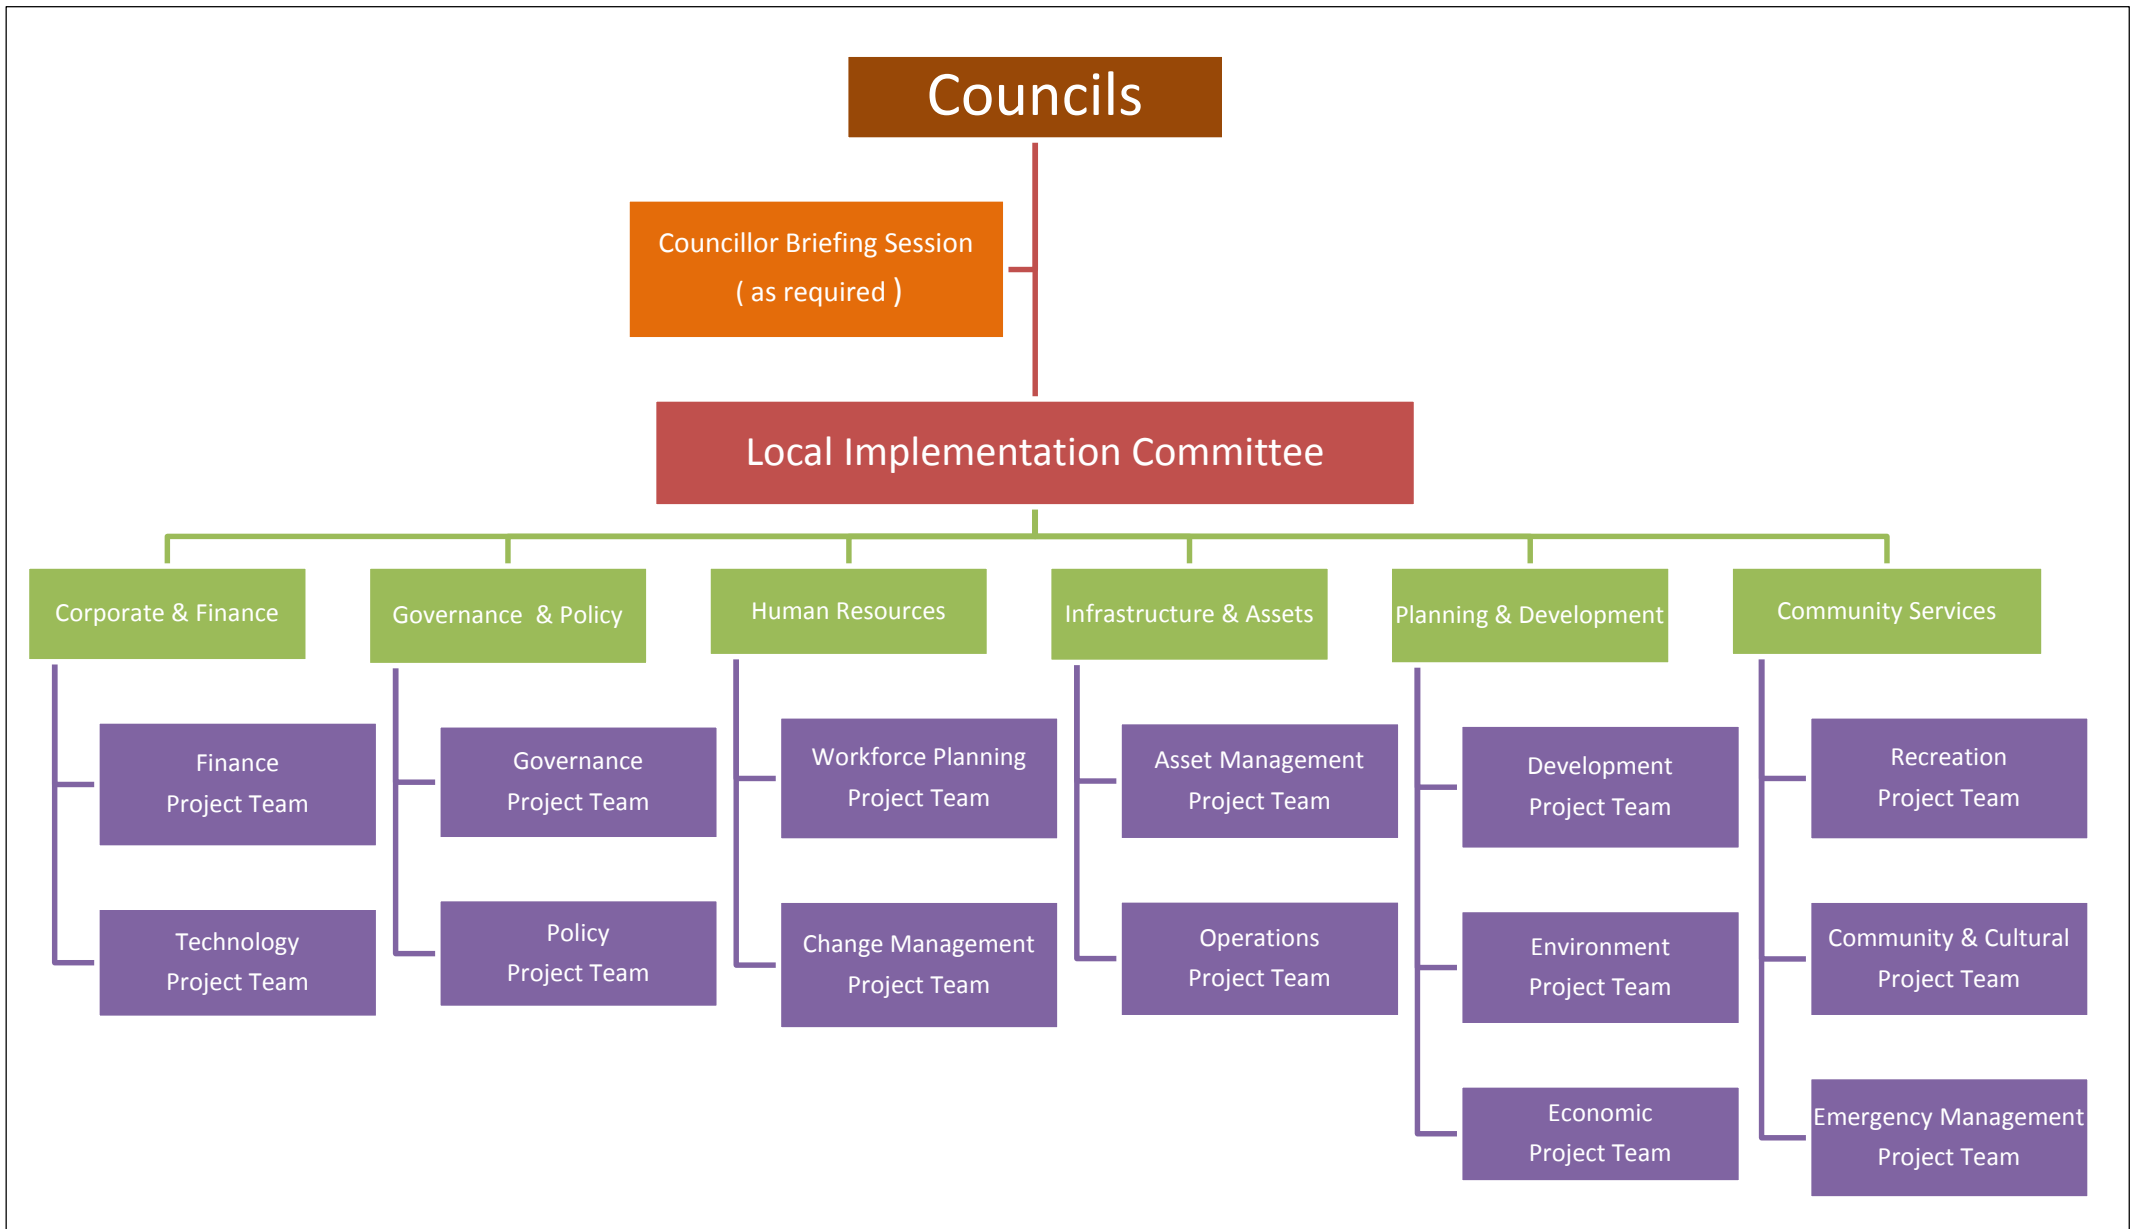 Councils
Councillor Briefing Session
( as required )
Local Implementation Committee
Corporate & Finance
Governance & Policy
Human Resources
Infrastructure & Assets
Planning & Development
Community Services
Finance
Project Team
Governance
Project Team
Workforce Planning
Project Team
Asset Management
Project Team
Development
Project Team
Recreation
Project Team
Technology
Project Team
Policy
Project Team
Change Management
Project Team
Operations
Project Team
Environment
Project Team
Community & Cultural
Project Team
Economic
Project Team
Emergency Management
Project Team